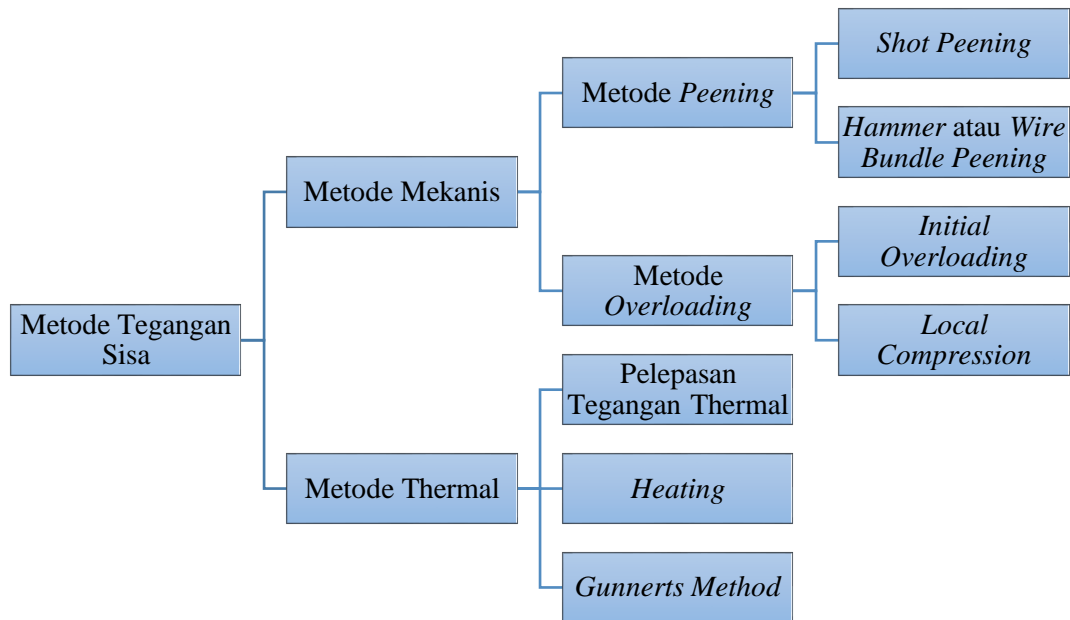 Metode Tegangan
Sisa
Metode Mekanis
Metode Peening
Shot Peening
Hammer atau Wire
Bundle Peening
Metode
Overloading
Initial
Overloading
Local
Compression
Metode Thermal
Pelepasan
Tegangan Thermal
Heating
Gunnerts Method